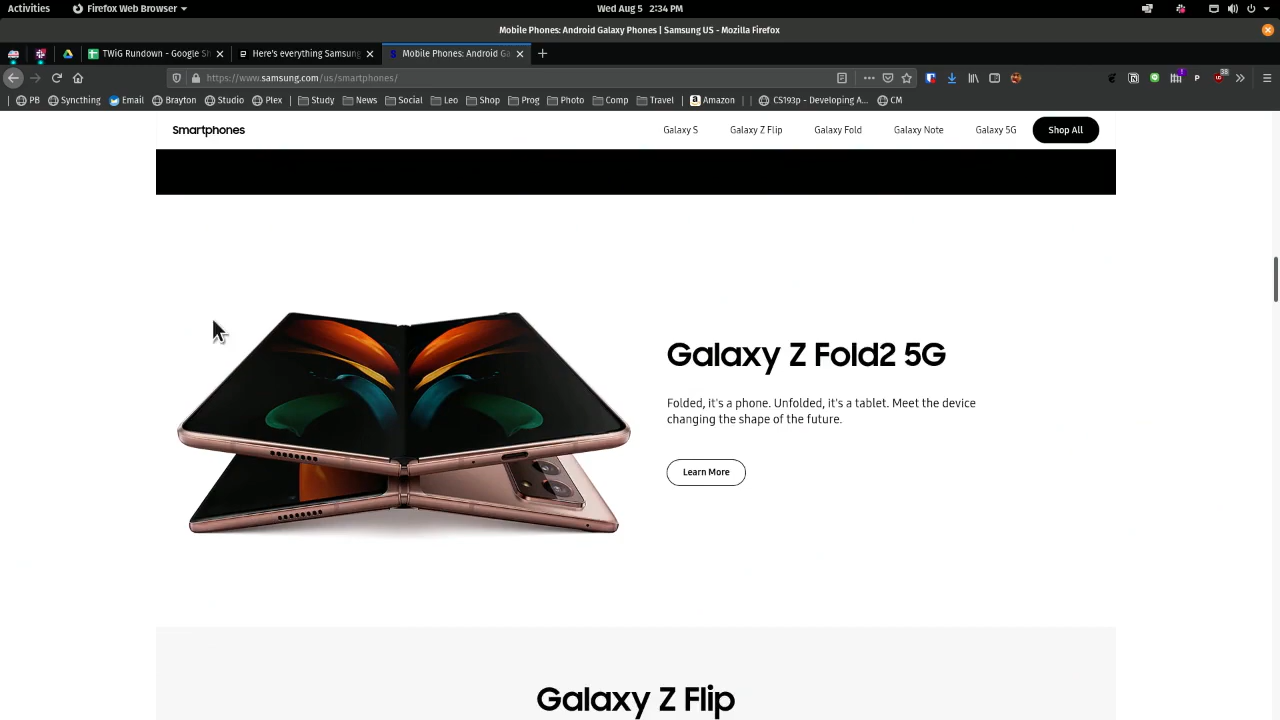 Activities Firefox Web Browser Wed Aug 5 2:34 PM
Mobile Phones: Android Galaxy Phones | Samsung US - Mozilla Firefox
TWiG Rundown - Google Sh Here's everything Samsung Mobile Phones: Android Ga
https://www.samsung.com/us/smartphones/
PB Syncthing Email Brayton Studio Plex Study News Social Leo Shop Prog Photo Comp Travel Amazon CS193p - Developing A... CM
Smartphones Galaxy S Galaxy Z Flip Galaxy Fold Galaxy Note Galaxy 5G Shop All
Galaxy Z Fold2 5G
Folded, it's a phone. Unfolded, it's a tablet. Meet the device
changing the shape of the future.
Learn More
Galaxy Z Flip